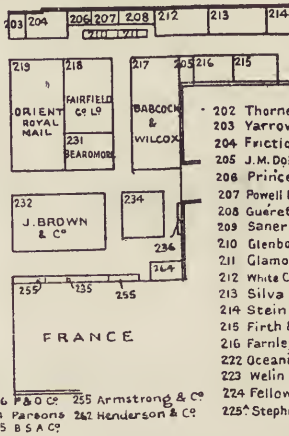 203 204 206 207 208 212 213 214
210 211
219 218 217 205 216 215
ORIENT
ROYAL
MAIL
FAIRFIELD
Cº Lº
231
BEARDMORE
BABCOCK
&
WILCOX
232
J. BROWN
& Cº
234
236
264
255 235 255
FRANCE
202 Thorne
203 Yarrow
204 Friction
205 J.M.Do
206 Prince
207 Powell
208 Guéret
209 Saner
210 Glenbo
211 Glamo
212 White C
213 Silva
214 Stein
215 Firth &
216 Farnle
222 Oceani
223 Welin
224 Fellow
225^ Steph
6 P & O Cº 255 Armstrong & Cº
Parsons 262 Henderson & Cº
5 B S A Cº